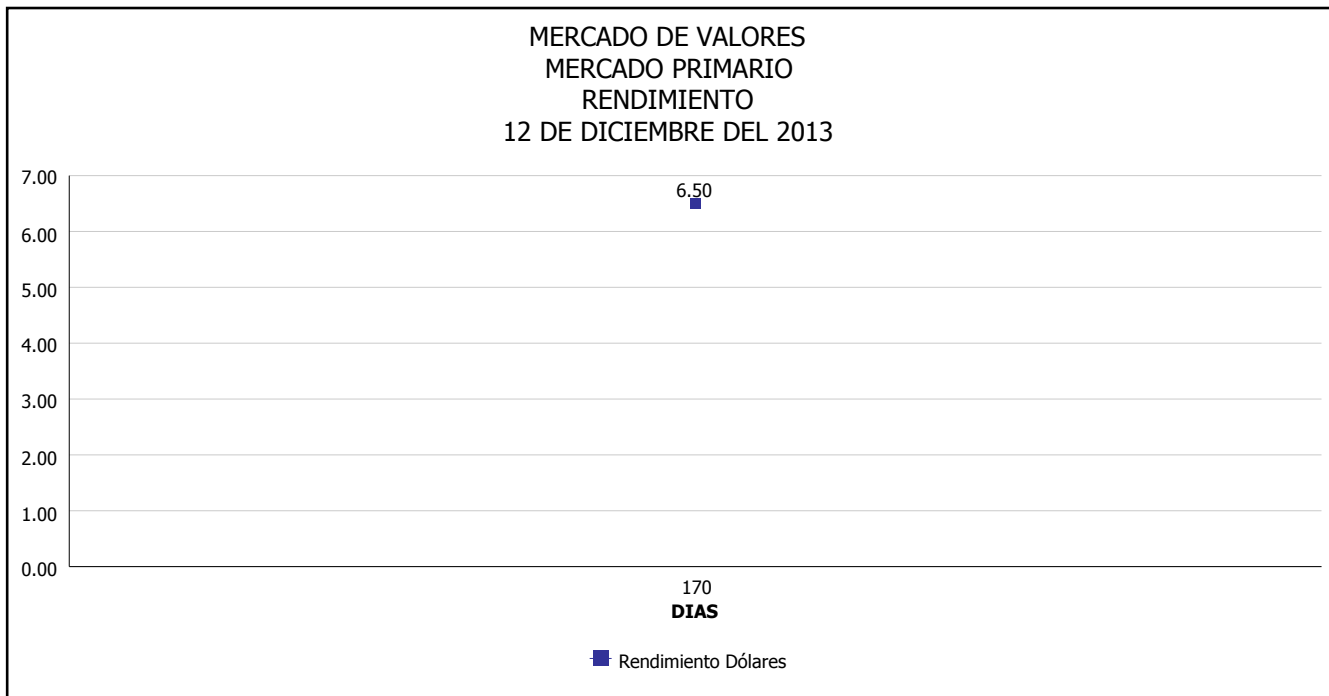 MERCADO DE VALORES
MERCADO PRIMARIO
RENDIMIENTO
12 DE DICIEMBRE DEL 2013
7.00
6.50
6.00
5.00
4.00
3.00
2.00
1.00
0.00
170
DIAS
Rendimiento Dólares